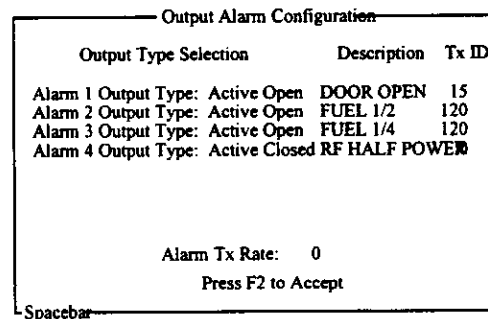 Output Alarm Configuration
Output Type Selection Description Tx ID
Alarm 1 Output Type: Active Open DOOR OPEN 15
Alarm 2 Output Type: Active Open FUEL 1/2 120
Alarm 3 Output Type: Active Open FUEL 1/4 120
Alarm 4 Output Type: Active Closed RF HALF POWER
Alarm Tx Rate: 0
Press F2 to Accept
Spacebar